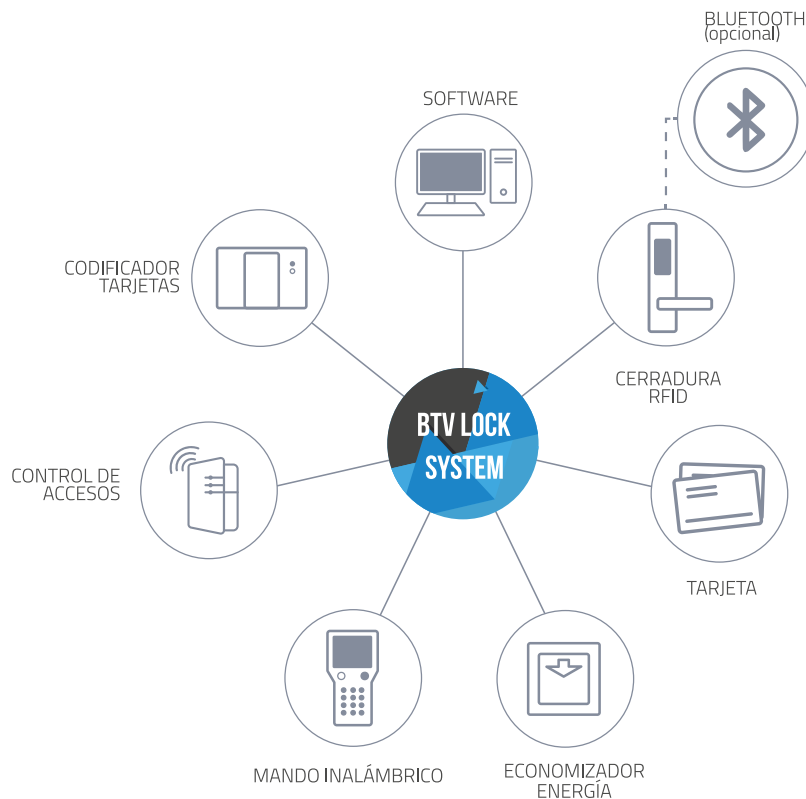 BLUETOOTH
(opcional)
SOFTWARE
CODIFICADOR
TARJETAS
CERRADURA
RFID
BTV LOCK
SYSTEM
CONTROL DE
ACCESOS
TARJETA
MANDO INALÁMBRICO
ECONOMIZADOR
ENERGÍA